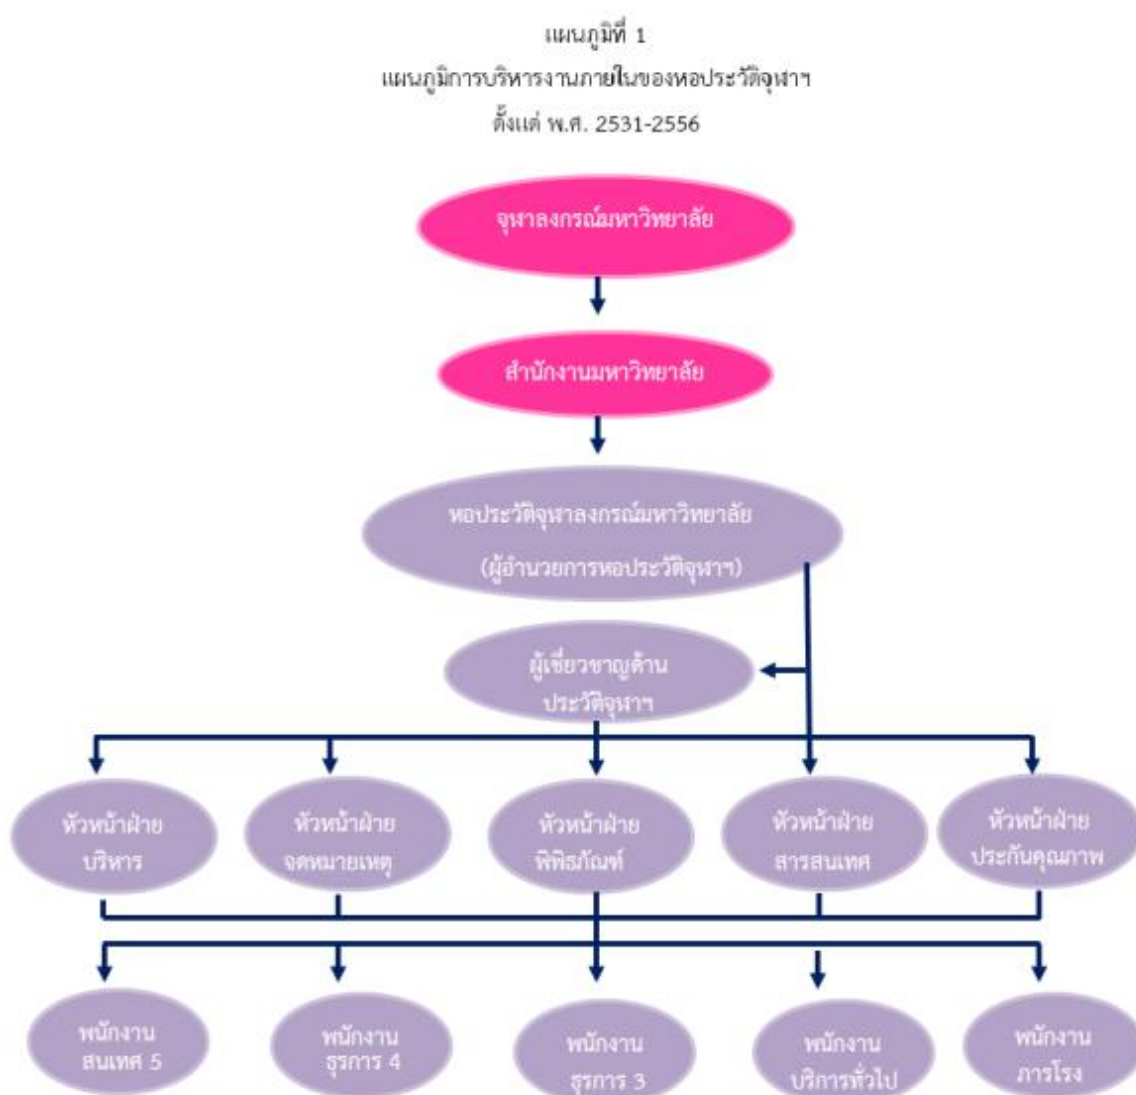 แผนภูมิที่ 1
แผนภูมิการบริหารงานภายในของหอประวัติจุฬาฯ
ตั้งแต่ พ.ศ. 2531-2556
จุฬาลงกรณ์มหาวิทยาลัย
สำนักงานมหาวิทยาลัย
หอประวัติจุฬาลงกรณ์มหาวิทยาลัย
(ผู้อำนวยการหอประวัติจุฬาฯ)
ผู้เชี่ยวชาญด้าน
ประวัติจุฬาฯ
หัวหน้าฝ่าย
บริหาร
หัวหน้าฝ่าย
จดหมายเหตุ
หัวหน้าฝ่าย
พิพิธภัณฑ์
หัวหน้าฝ่าย
สารสนเทศ
หัวหน้าฝ่าย
ประกันคุณภาพ
พนักงาน
สนเทศ 5
พนักงาน
ธุรการ 4
พนักงาน
ธุรการ 3
พนักงาน
บริการทั่วไป
พนักงาน
ภารโรง